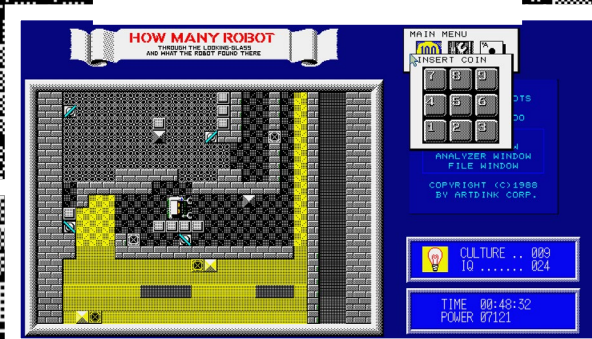 HOW MANY ROBOT
THROUGH THE LOOKING-GLASS
AND WHAT THE ROBOT FOUND THERE
MAIN MENU
INSERT COIN
7 8 9
4 5 6
1 2 3
ANALYZER WINDOW
FILE WINDOW
COPYRIGHT (C)1988
BY ARTDINK CORP.
CULTURE .. 009
IQ ....... 024
TIME 00:48:32
POWER 07121